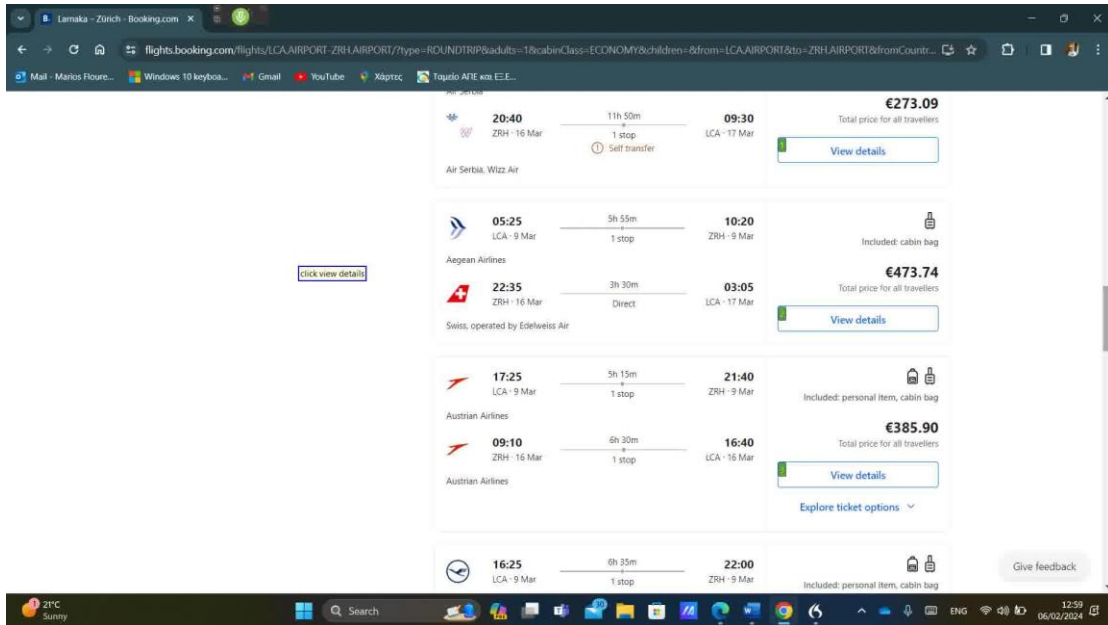 Larnaka - Zürich - Booking.com
flights.booking.com/flights/LCA.AIRPORT-ZRH.AIRPORT/?type=ROUNDTRIP&adults=1&cabinClass=ECONOMY&children=&from=LCA.AIRPORT&to=ZRH.AIRPORT&fromCountr...
Mail - Marios Floure... Windows 10 keyboa... Gmail YouTube Χάρτες Ταμείο ΑΠΕ και ΕΞ.Ε...
Air Serbia
20:40 11h 50m 09:30
ZRH · 16 Mar 1 stop LCA · 17 Mar
Self transfer
Air Serbia, Wizz Air
€273.09
Total price for all travellers
View details
05:25 5h 55m 10:20
LCA · 9 Mar 1 stop ZRH · 9 Mar
Aegean Airlines
22:35 3h 30m 03:05
ZRH · 16 Mar Direct LCA · 17 Mar
Swiss, operated by Edelweiss Air
Included: cabin bag
€473.74
Total price for all travellers
View details
click view details
17:25 5h 15m 21:40
LCA · 9 Mar 1 stop ZRH · 9 Mar
Austrian Airlines
09:10 6h 30m 16:40
ZRH · 16 Mar 1 stop LCA · 16 Mar
Austrian Airlines
Included: personal item, cabin bag
€385.90
Total price for all travellers
View details
Explore ticket options
16:25 6h 35m 22:00
LCA · 9 Mar 1 stop ZRH · 9 Mar
Included: personal item, cabin bag
Give feedback
21°C
Sunny
Search
ENG
12:59
06/02/2024